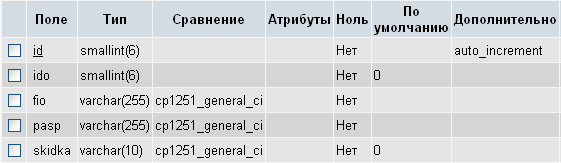 Поле Тип Сравнение Атрибуты Ноль По умолчанию Дополнительно
id smallint(6) Нет auto_increment
ido smallint(6) Нет 0
fio varchar(255) cp1251_general_ci Нет
pasp varchar(255) cp1251_general_ci Нет
skidka varchar(10) cp1251_general_ci Нет 0